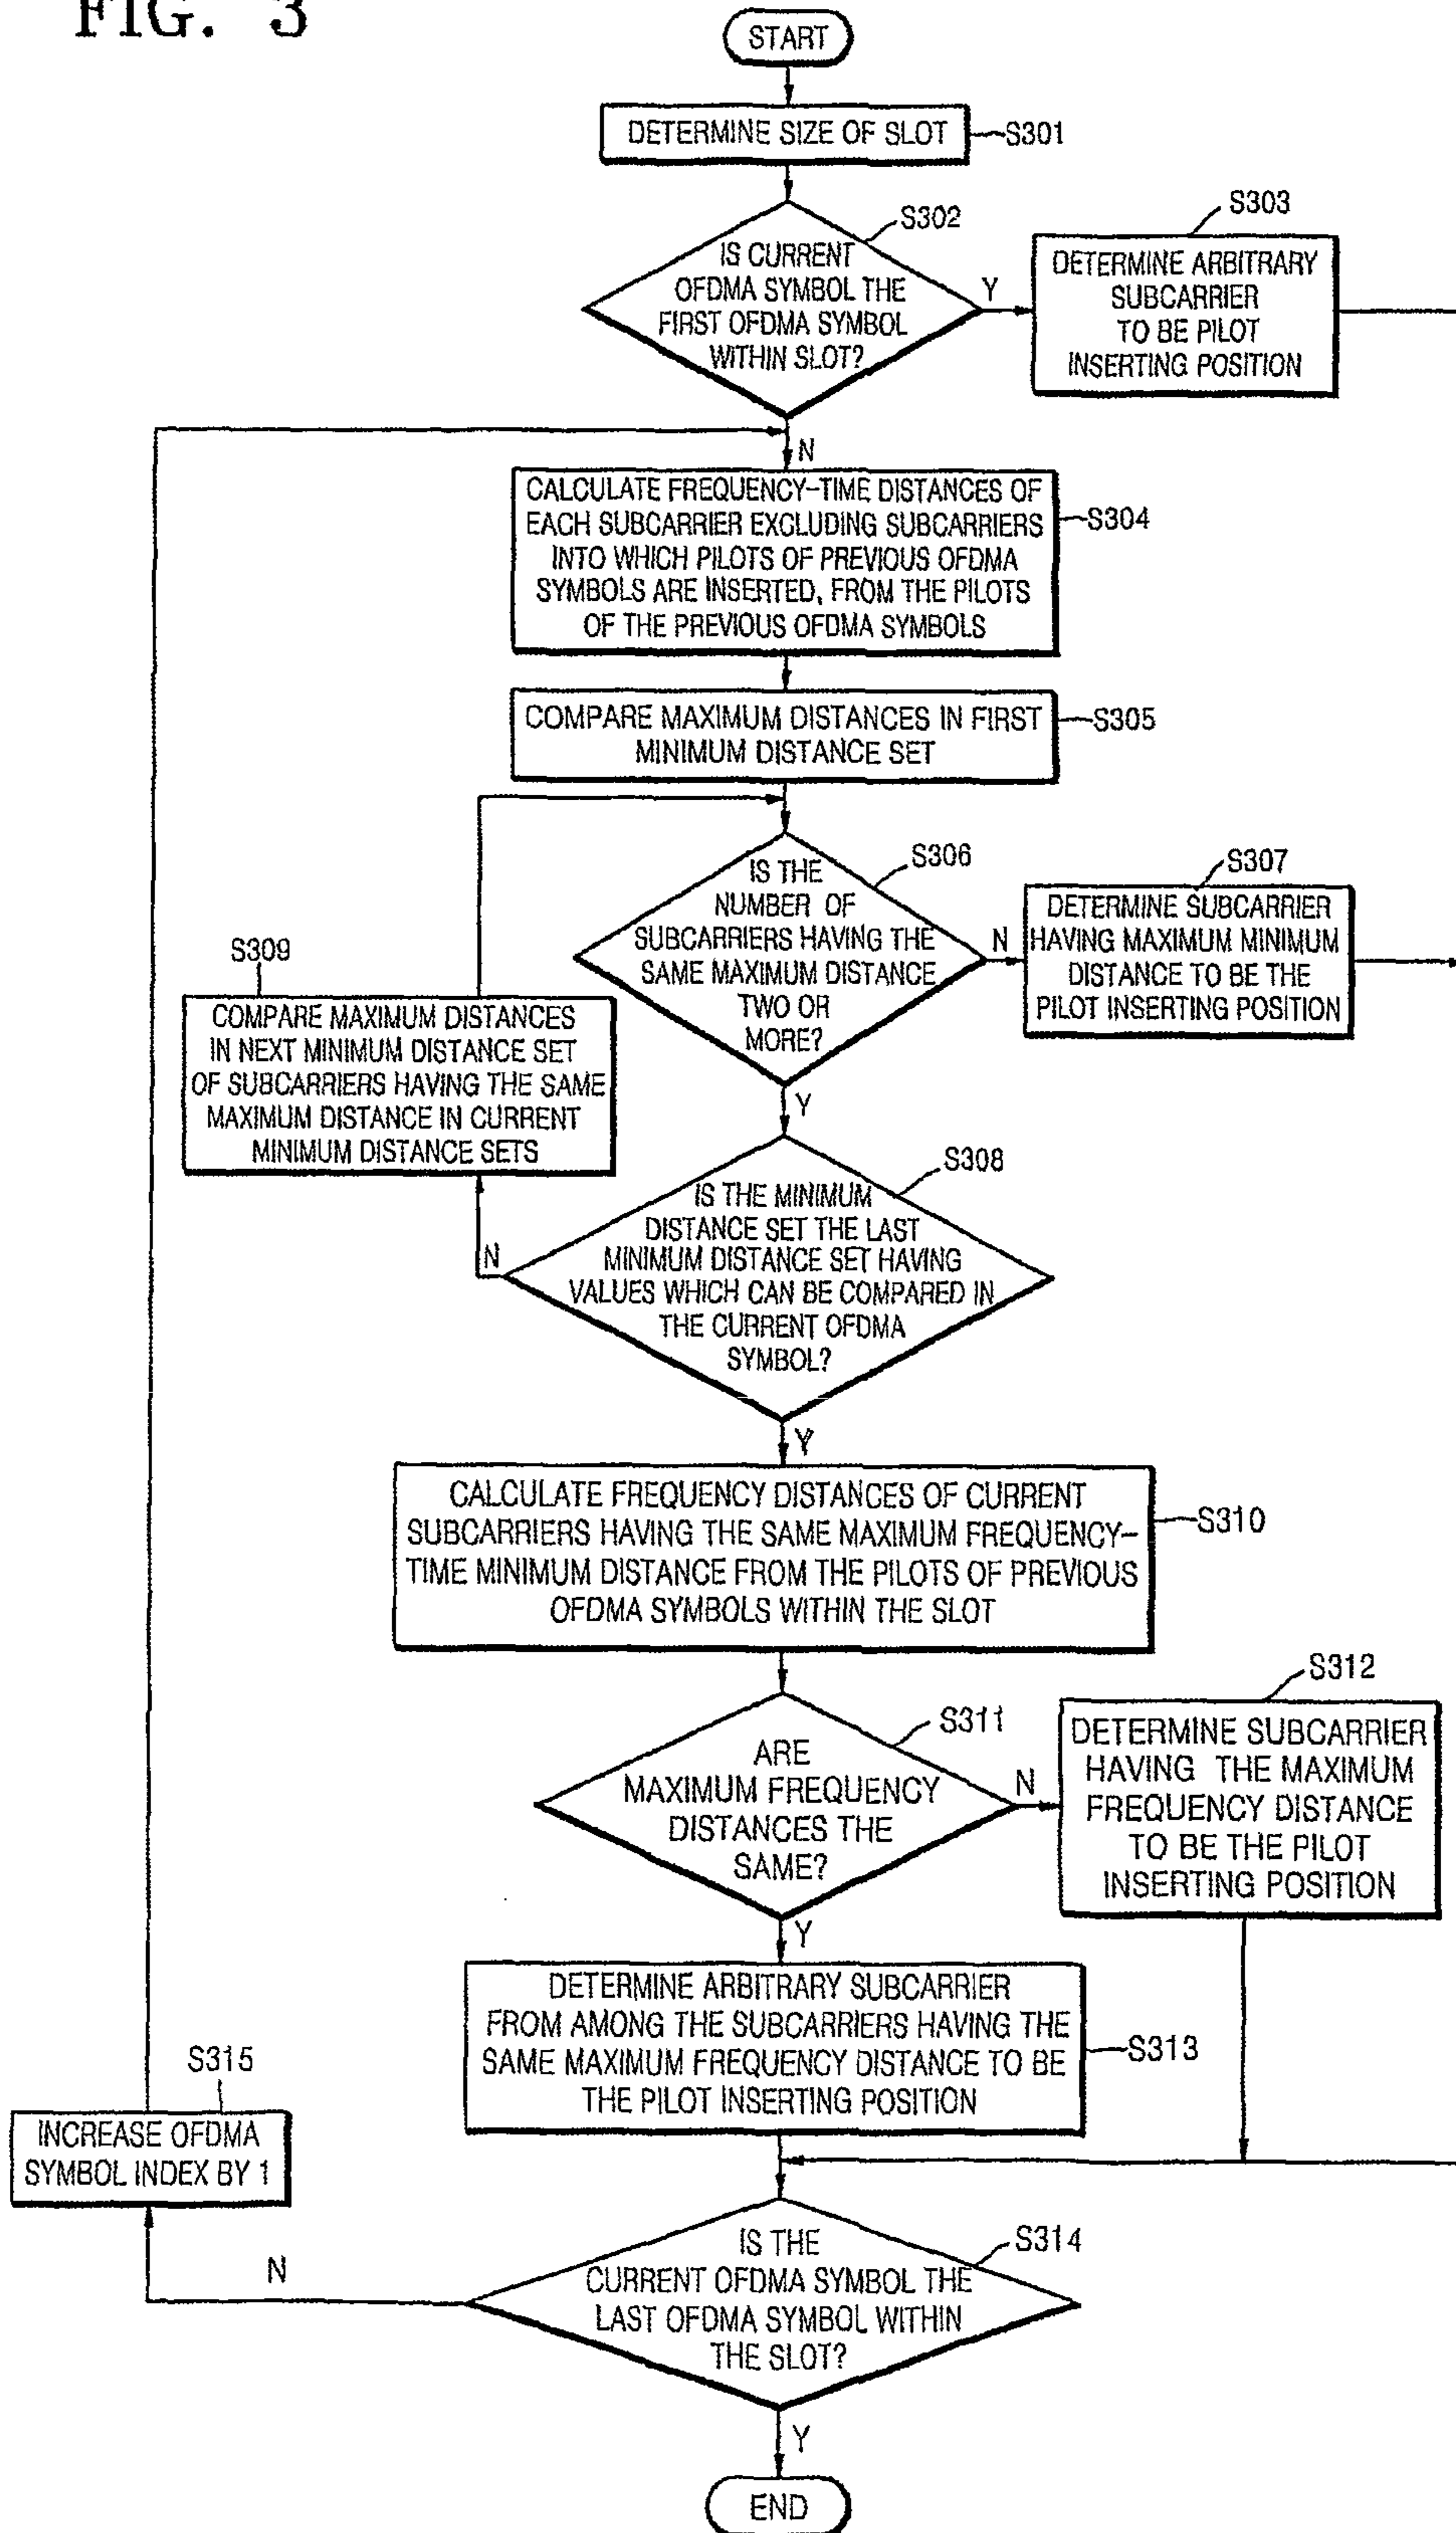 FIG. 3
START
DETERMINE SIZE OF SLOT
S301
S302
IS CURRENT
OFDMA SYMBOL THE
FIRST OFDMA SYMBOL
WITHIN SLOT?
Y
S303
DETERMINE ARBITRARY
SUBCARRIER
TO BE PILOT
INSERTING POSITION
N
CALCULATE FREQUENCY-TIME DISTANCES OF
EACH SUBCARRIER EXCLUDING SUBCARRIERS
INTO WHICH PILOTS OF PREVIOUS OFDMA
SYMBOLS ARE INSERTED, FROM THE PILOTS
OF THE PREVIOUS OFDMA SYMBOLS
S304
COMPARE MAXIMUM DISTANCES IN FIRST
MINIMUM DISTANCE SET
S305
S306
IS THE
NUMBER OF
SUBCARRIERS HAVING THE
SAME MAXIMUM DISTANCE
TWO OR
MORE?
N
S307
DETERMINE SUBCARRIER
HAVING MAXIMUM MINIMUM
DISTANCE TO BE THE
PILOT INSERTING POSITION
S309
COMPARE MAXIMUM DISTANCES
IN NEXT MINIMUM DISTANCE SET
OF SUBCARRIERS HAVING THE SAME
MAXIMUM DISTANCE IN CURRENT
MINIMUM DISTANCE SETS
Y
S308
IS THE MINIMUM
DISTANCE SET THE LAST
MINIMUM DISTANCE SET HAVING
VALUES WHICH CAN BE COMPARED IN
THE CURRENT OFDMA
SYMBOL?
N
Y
CALCULATE FREQUENCY DISTANCES OF CURRENT
SUBCARRIERS HAVING THE SAME MAXIMUM FREQUENCY-
TIME MINIMUM DISTANCE FROM THE PILOTS OF PREVIOUS
OFDMA SYMBOLS WITHIN THE SLOT
S310
S311
ARE
MAXIMUM FREQUENCY
DISTANCES THE
SAME?
N
S312
DETERMINE SUBCARRIER
HAVING THE MAXIMUM
FREQUENCY DISTANCE
TO BE THE PILOT
INSERTING POSITION
Y
DETERMINE ARBITRARY SUBCARRIER
FROM AMONG THE SUBCARRIERS HAVING THE
SAME MAXIMUM FREQUENCY DISTANCE TO BE
THE PILOT INSERTING POSITION
S313
S315
INCREASE OFDMA
SYMBOL INDEX BY 1
S314
IS THE
CURRENT OFDMA SYMBOL THE
LAST OFDMA SYMBOL WITHIN
THE SLOT?
N
Y
END